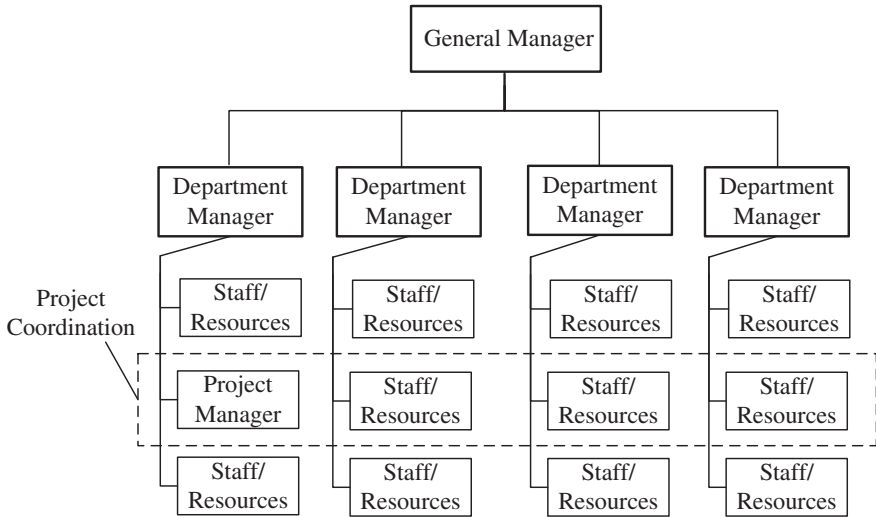 General Manager
Department
Manager
Department
Manager
Department
Manager
Department
Manager
Project
Coordination
Staff/
Resources
Staff/
Resources
Staff/
Resources
Staff/
Resources
Project
Manager
Staff/
Resources
Staff/
Resources
Staff/
Resources
Staff/
Resources
Staff/
Resources
Staff/
Resources
Staff/
Resources